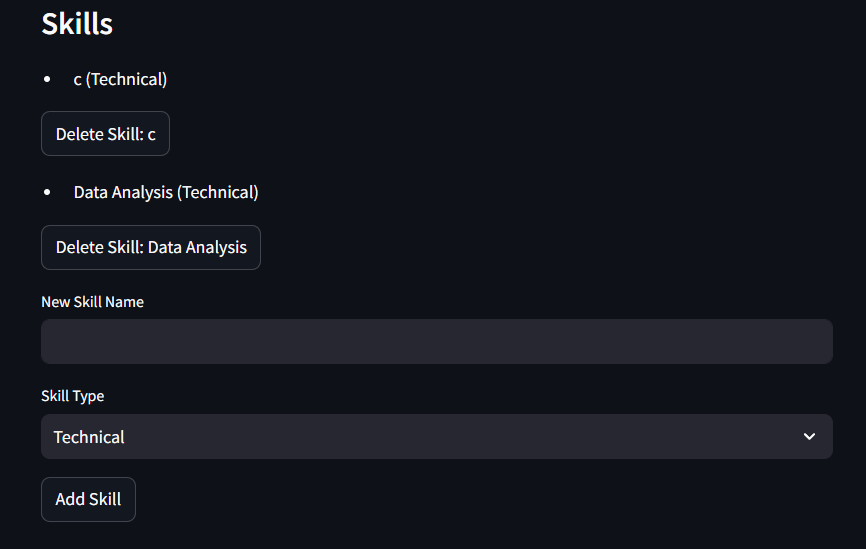 Skills
• c (Technical)
Delete Skill: c
• Data Analysis (Technical)
Delete Skill: Data Analysis
New Skill Name
Skill Type
Technical
Add Skill